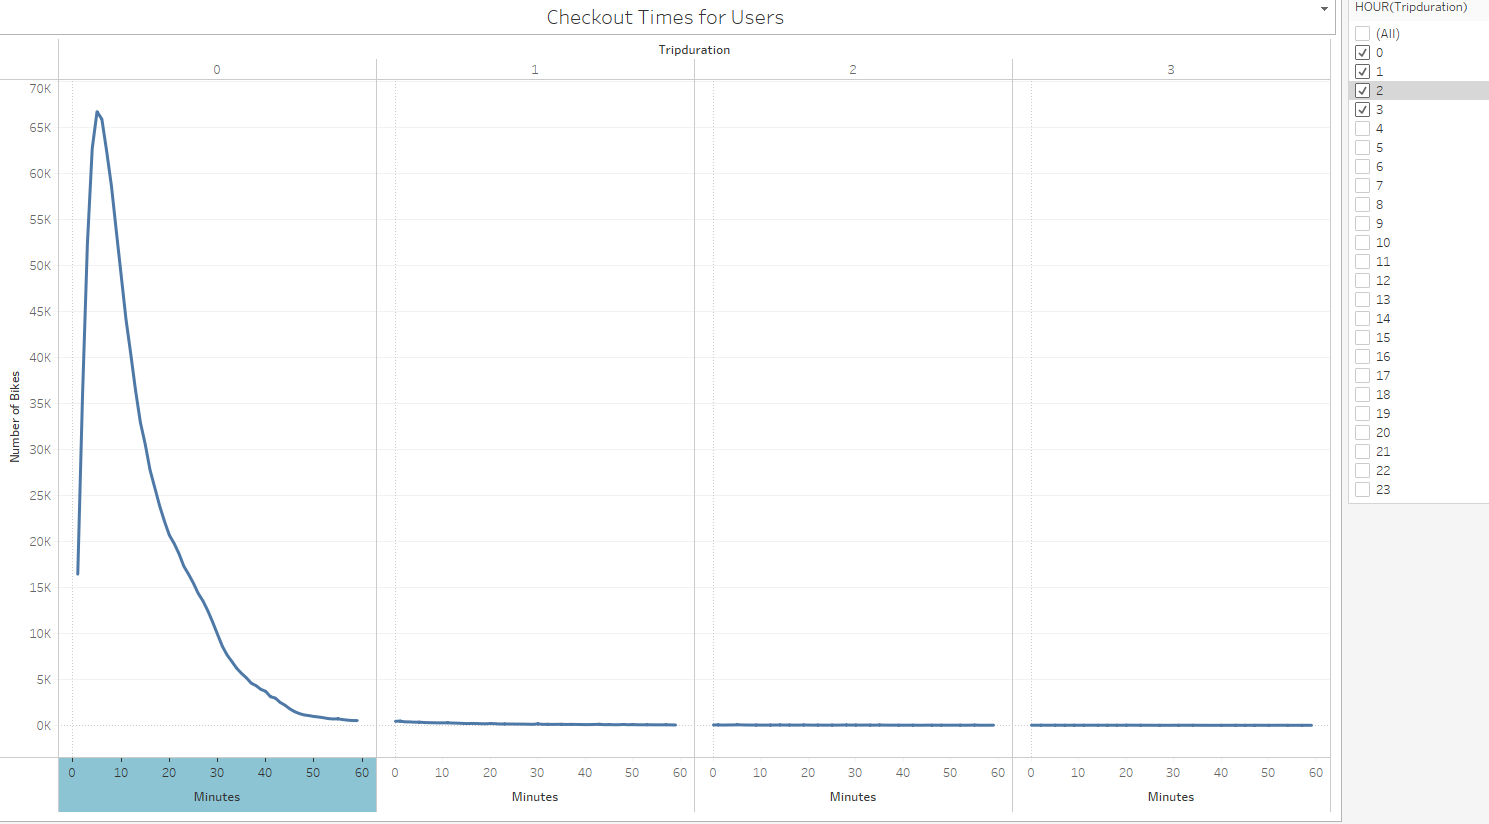 Checkout Times for Users
Tripduration
0 1 2 3
70K
65K
60K
55K
50K
45K
40K
35K
30K
25K
20K
15K
10K
5K
0K
Number of Bikes
0 10 20 30 40 50 60 0 10 20 30 40 50 60 0 10 20 30 40 50 60 0 10 20 30 40 50 60
Minutes Minutes Minutes Minutes
HOUR(Tripduration)
(All)
0
1
2
3
4
5
6
7
8
9
10
11
12
13
14
15
16
17
18
19
20
21
22
23